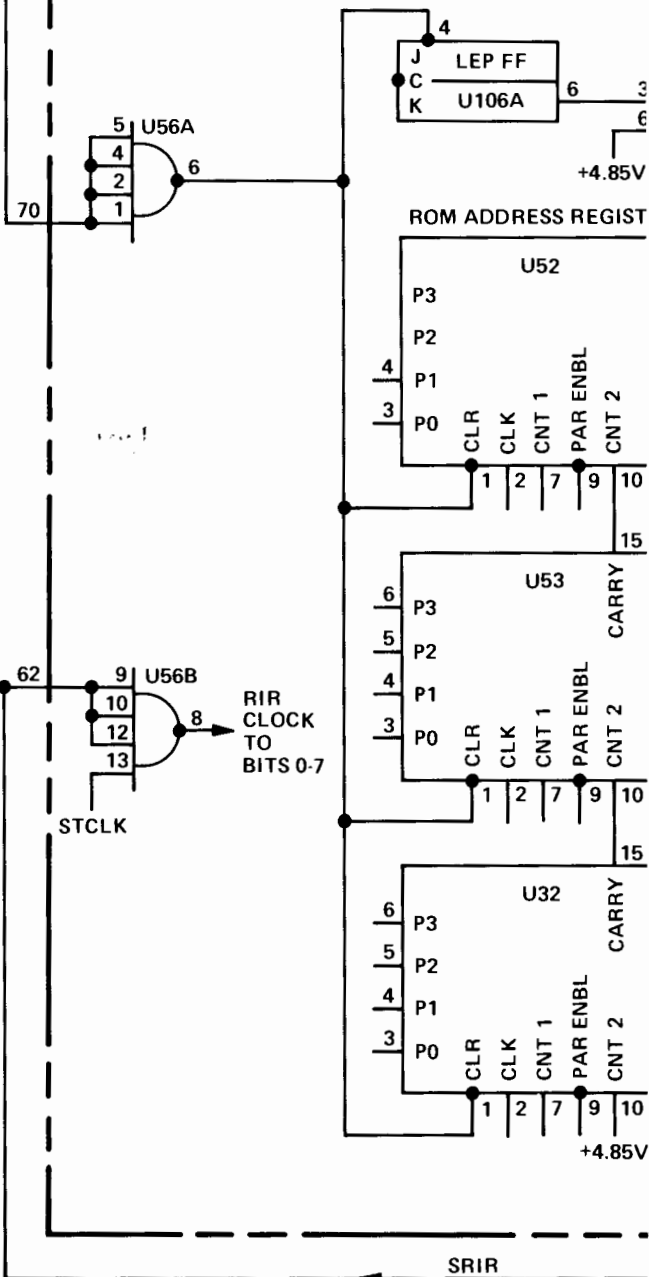 4
J LEP FF
C
K U106A
6 3
6
+4.85V
5 U56A
4
2
1
6
70
ROM ADDRESS REGIST
U52
P3
P2
4 P1
3 P0
CLR CLK CNT 1 PAR ENBL CNT 2
1 2 7 9 10
15
U53
CARRY
6 P3
5 P2
4 P1
3 P0
CLR CLK CNT 1 PAR ENBL CNT 2
1 2 7 9 10
62
9 U56B
10
12
13
8
RIR
CLOCK
TO
BITS 0-7
STCLK
15
U32
CARRY
6 P3
5 P2
4 P1
3 P0
CLR CLK CNT 1 PAR ENBL CNT 2
1 2 7 9 10
+4.85V
SRIR